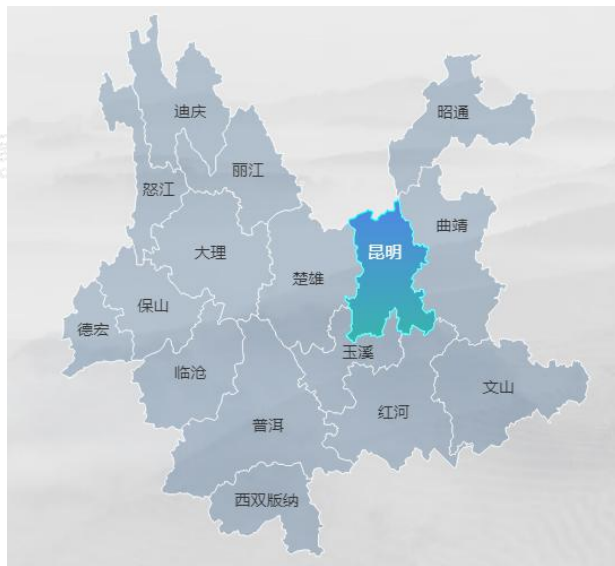 迪庆
昭通
丽江
怒江
曲靖
大理
昆明
楚雄
保山
德宏
玉溪
临沧
文山
红河
普洱
西双版纳